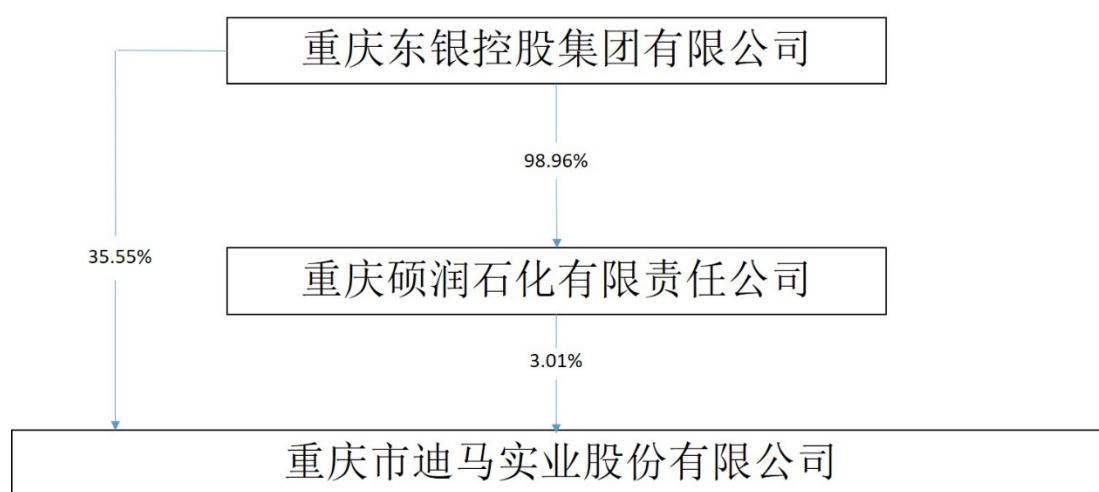 重庆东银控股集团有限公司
98.96%
35.55%
重庆硕润石化有限责任公司
3.01%
重庆市迪马实业股份有限公司